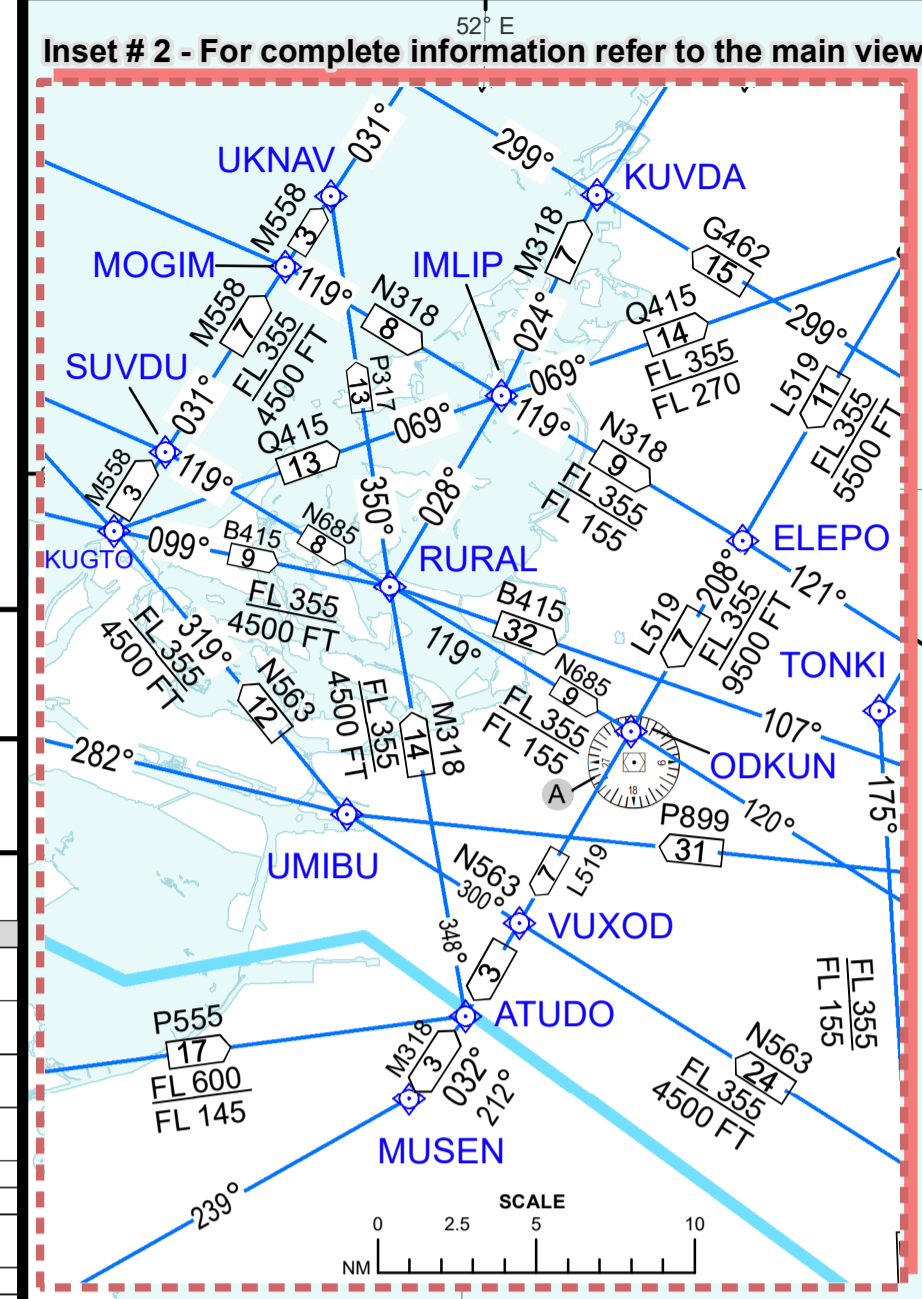 52° E
Inset # 2 - For complete information refer to the main view
031°
299°
UKNAV
KUVDA
M558
3
M318
7
G462
15
MOGIM
119°
IMLIP
N318
8
Q415
14
299°
M558
7
024°
FL 355
4500 FT
FL 355
FL 270
L519
11
FL 355
5500 FT
SUVDU
P317
13
069°
031°
069°
119°
Q415
13
N318
9
M558
3
119°
FL 355
FL 155
350°
028°
N685
8
ELEPO
B415
9
099°
KUGTO
RURAL
208°
121°
FL 355
4500 FT
B415
32
L519
7
FL 355
9500 FT
319°
FL 355
4500 FT
119°
TONKI
N563
12
FL 355
4500 FT
M318
14
N685
9
FL 355
FL 155
107°
282°
ODKUN
27
9
18
A
120°
175°
P899
31
UMIBU
N563
300°
7
L519
VUXOD
348°
3
FL 355
FL 155
ATUDO
P555
17
FL 600
FL 145
M318
3
032°
212°
N563
24
FL 355
4500 FT
MUSEN
239°
SCALE
0 2.5 5 10
NM